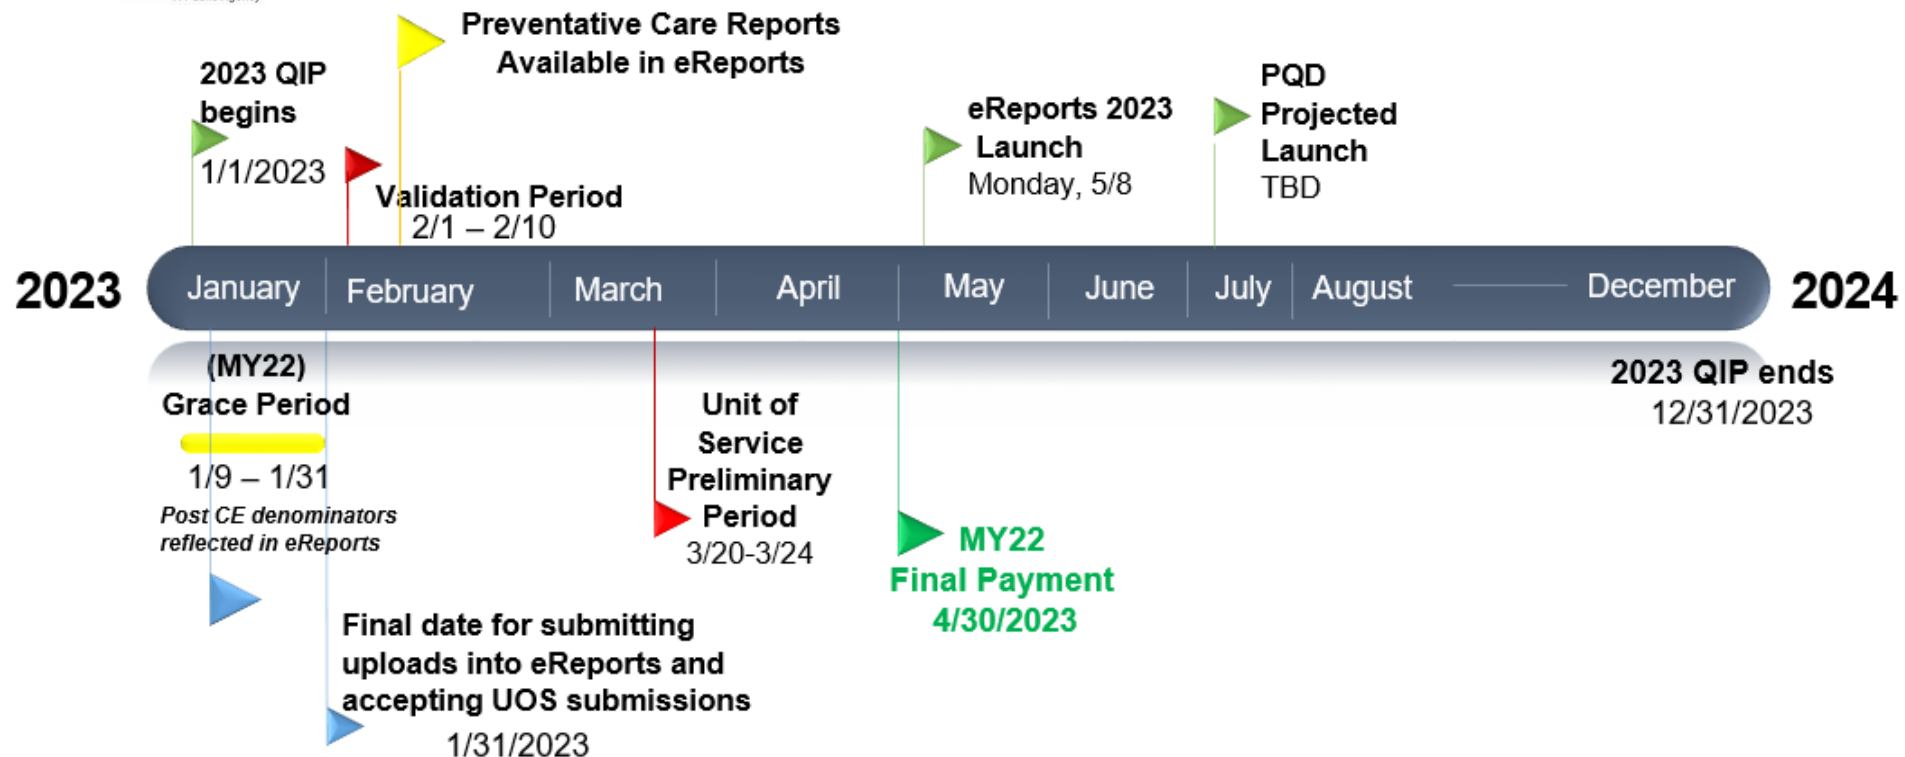 Preventative Care Reports
Available in eReports
2023 QIP
begins
1/1/2023
Validation Period
2/1 – 2/10
eReports 2023
Launch
Monday, 5/8
PQD
Projected
Launch
TBD
2023
January
February
March
April
May
June
July
August
December
2024
(MY22)
Grace Period
1/9 – 1/31
Post CE denominators
reflected in eReports
Final date for submitting
uploads into eReports and
accepting UOS submissions
1/31/2023
Unit of
Service
Preliminary
Period
3/20-3/24
MY22
Final Payment
4/30/2023
2023 QIP ends
12/31/2023